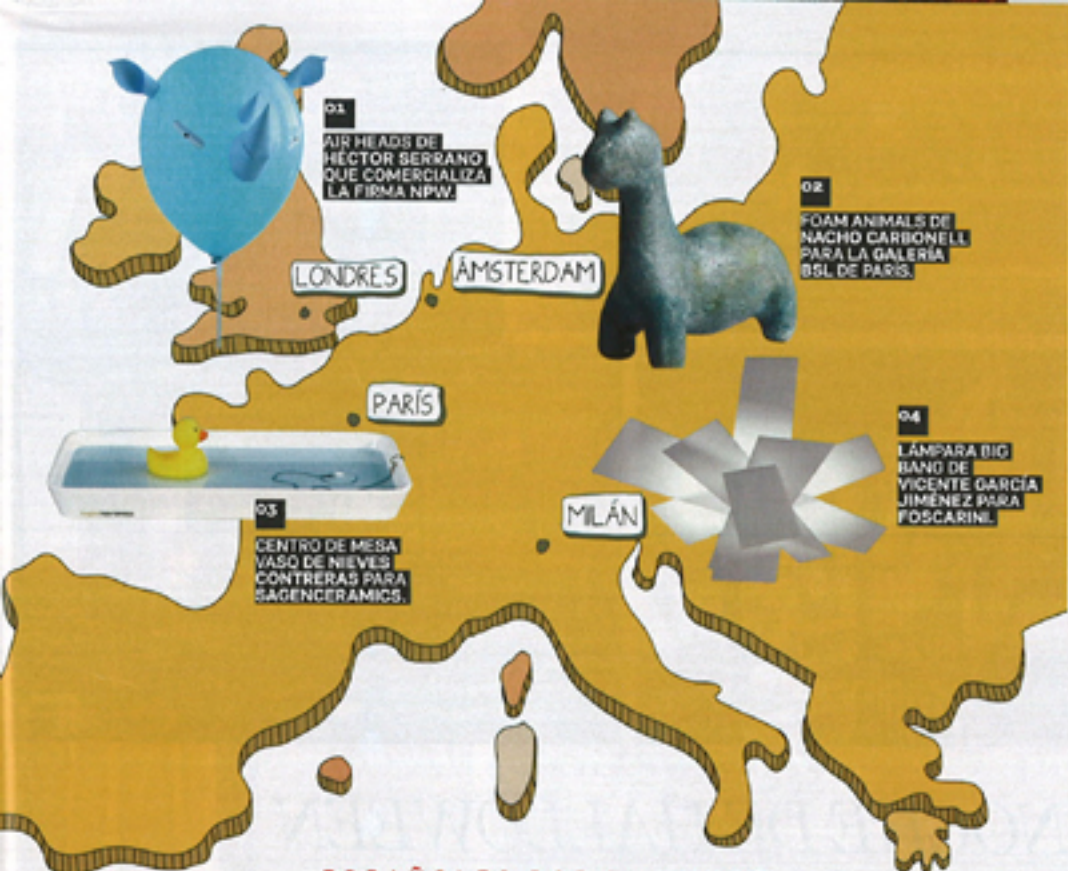 01
AIR HEADS DE
HÉCTOR SERRANO
QUE COMERCIALIZA
LA FIRMA NPW.
02
FOAM ANIMALS DE
NACHO CARBONELL
PARA LA GALERÍA
BSL DE PARÍS.
LONDRES
ÁMSTERDAM
PARÍS
04
LÁMPARA BIG
BANG DE
VICENTE GARCÍA
JIMÉNEZ PARA
FOSCARINI.
MILÁN
03
CENTRO DE MESA
VASQ DE NIEVES
CONTRERAS PARA
SAGENCERAMICS.